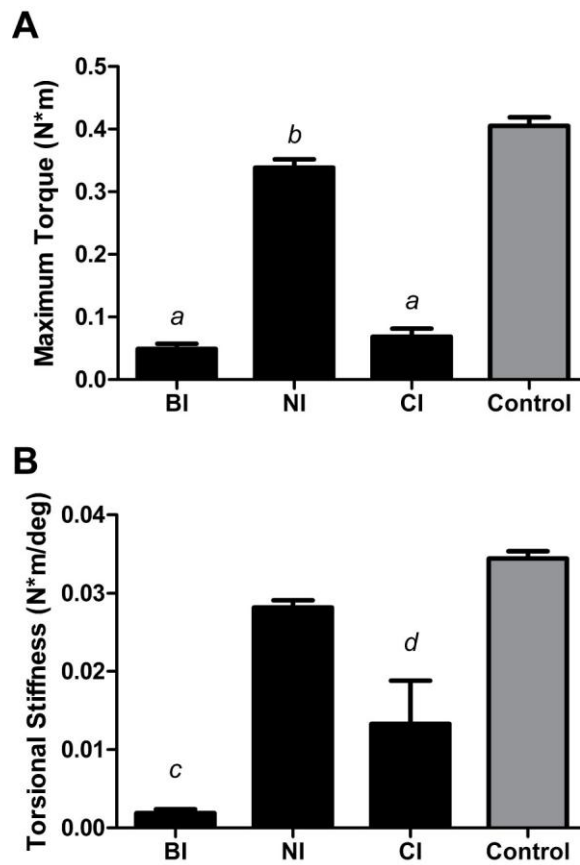 A
Maximum Torque (N*m)
0.5
0.4
0.3
0.2
0.1
0.0
a
b
a
BI NI CI Control
B
Torsional Stiffness (N*m/deg)
0.04
0.03
0.02
0.01
0.00
c
d
BI NI CI Control